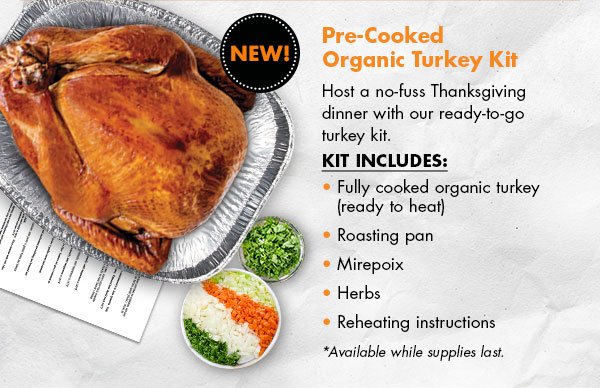 NEW!
Pre-Cooked
Organic Turkey Kit
Host a no-fuss Thanksgiving
dinner with our ready-to-go
turkey kit.
KIT INCLUDES:
• Fully cooked organic turkey
(ready to heat)
• Roasting pan
• Mirepoix
• Herbs
• Reheating instructions
*Available while supplies last.